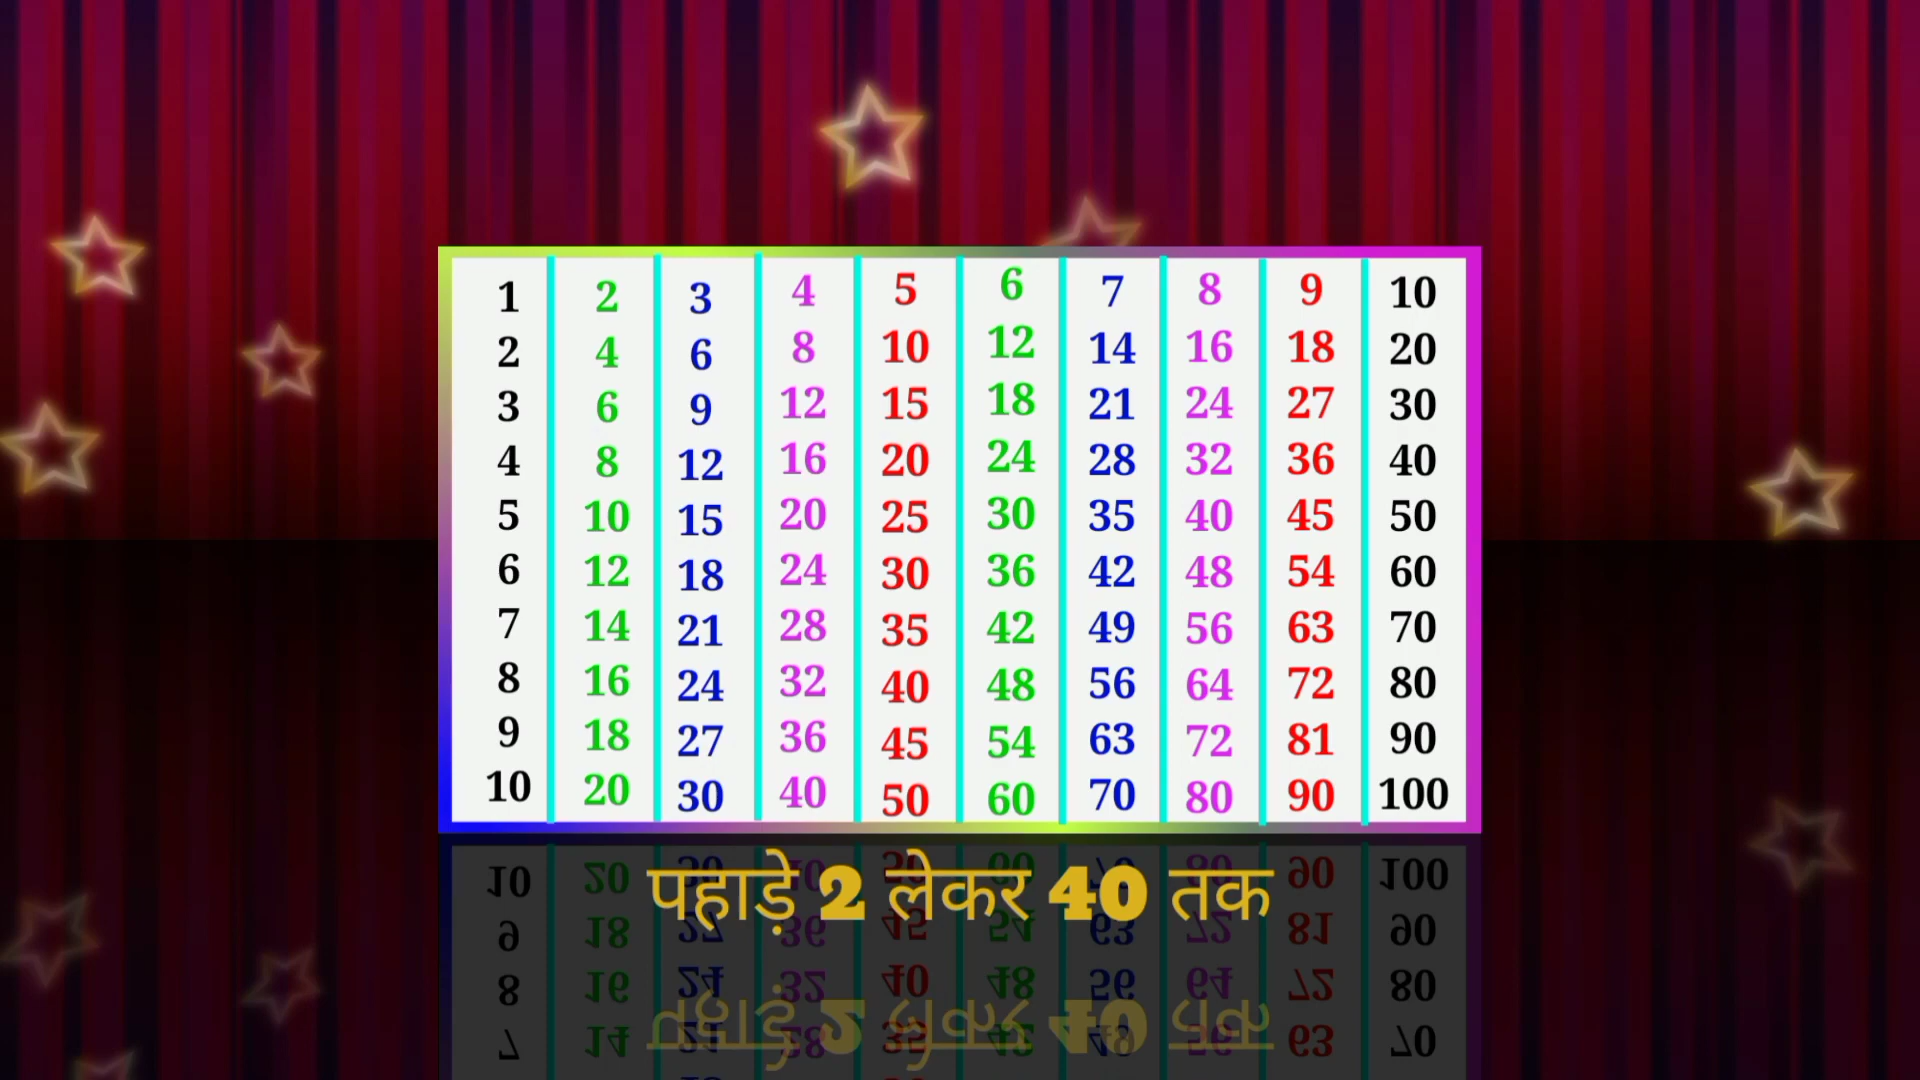 1 2 3 4 5 6 7 8 9 10
2 4 6 8 10 12 14 16 18 20
3 6 9 12 15 18 21 24 27 30
4 8 12 16 20 24 28 32 36 40
5 10 15 20 25 30 35 40 45 50
6 12 18 24 30 36 42 48 54 60
7 14 21 28 35 42 49 56 63 70
8 16 24 32 40 48 56 64 72 80
9 18 27 36 45 54 63 72 81 90
10 20 30 40 50 60 70 80 90 100
पहाड़े 2 लेकर 40 तक